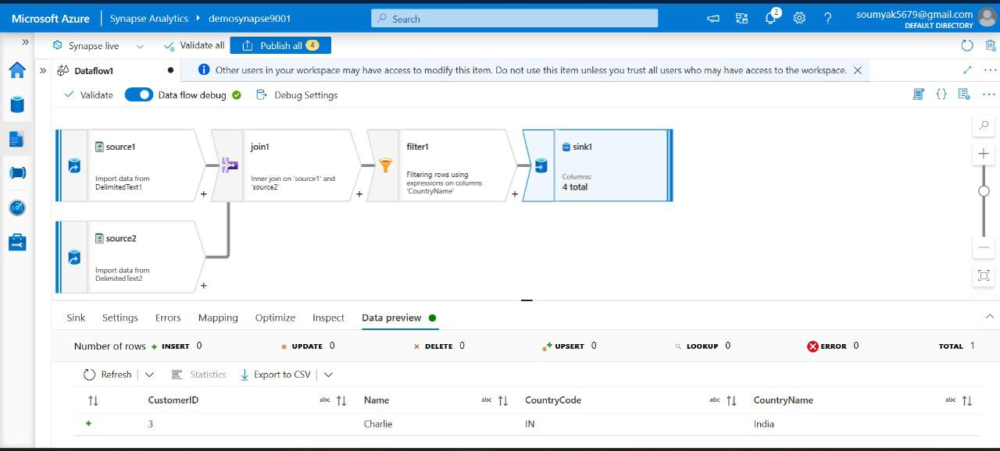 Microsoft Azure
Synapse Analytics
demosynapse9001
Search
2
soumyak5679@gmail.com
DEFAULT DIRECTORY
Synapse live
Validate all
Publish all 4
Dataflow1
Other users in your workspace may have access to modify this item. Do not use this item unless you trust all users who may have access to the workspace.
Validate
Data flow debug
Debug Settings
source1
Import data from
DelimitedText1
join1
Inner join on 'source1' and
'source2'
filter1
Filtering rows using
expressions on columns
'CountryName'
sink1
Columns:
4 total
source2
Import data from
DelimitedText2
Sink Settings Errors Mapping Optimize Inspect Data preview
Number of rows INSERT 0 UPDATE 0 DELETE 0 UPSERT 0 LOOKUP 0 ERROR 0 TOTAL 1
Refresh Statistics Export to CSV
CustomerID abc Name abc CountryCode abc CountryName abc
3 Charlie IN India